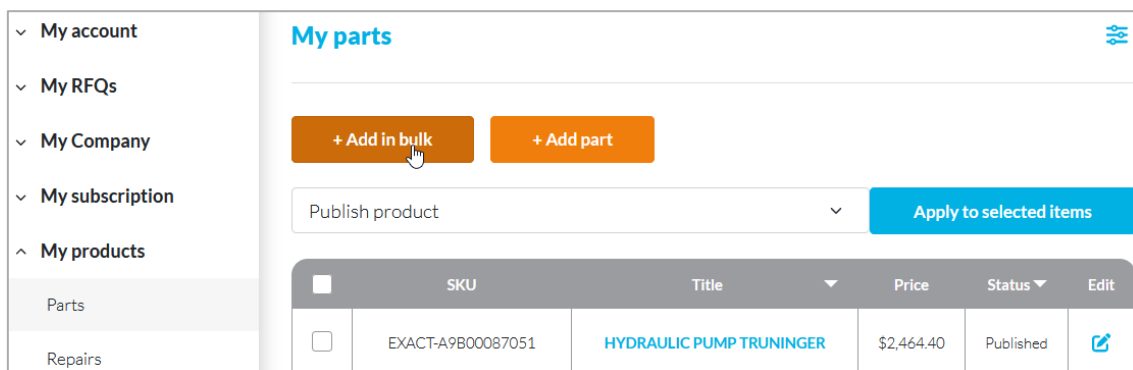 My account
My RFQs
My Company
My subscription
My products
Parts
Repairs
My parts
+ Add in bulk
+ Add part
Publish product
Apply to selected items
SKU Title Price Status Edit
EXACT-A9B00087051 HYDRAULIC PUMP TRUNINGER $2,464.40 Published